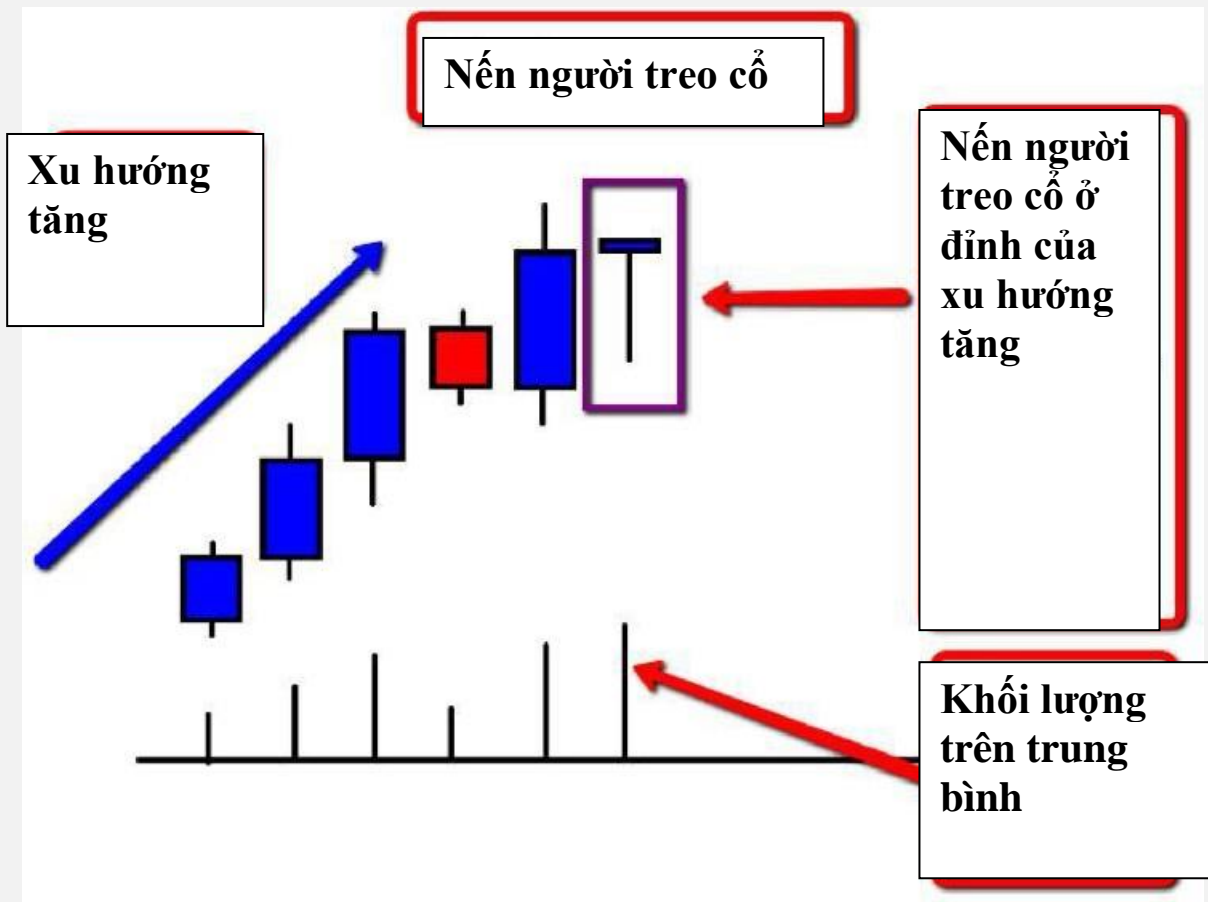 Nến người treo cổ
Xu hướng
tăng
Nến người
treo cổ ở
đỉnh của
xu hướng
tăng
Khối lượng
trên trung
bình